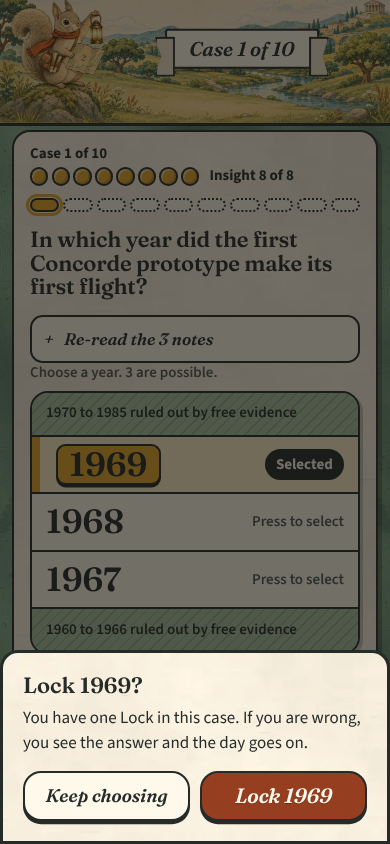 Case 1 of 10
Case 1 of 10
Insight 8 of 8
In which year did the first
Concorde prototype make its
first flight?
+ Re-read the 3 notes
Choose a year. 3 are possible.
1970 to 1985 ruled out by free evidence
1969 Selected
1968 Press to select
1967 Press to select
1960 to 1966 ruled out by free evidence
Lock 1969?
You have one Lock in this case. If you are wrong,
you see the answer and the day goes on.
Keep choosing Lock 1969